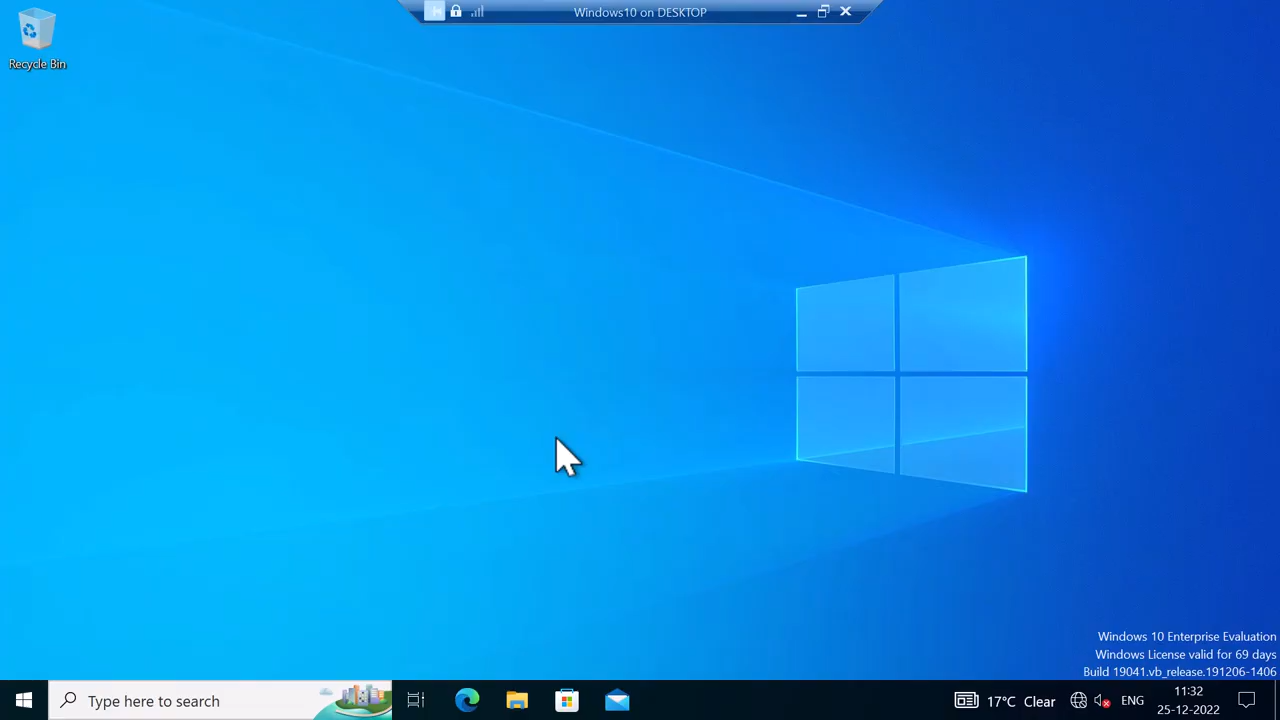 Windows10 on DESKTOP
Recycle Bin
Windows 10 Enterprise Evaluation
Windows License valid for 69 days
Build 19041.vb_release.191206-1406
Type here to search
17°C Clear
ENG
11:32
25-12-2022